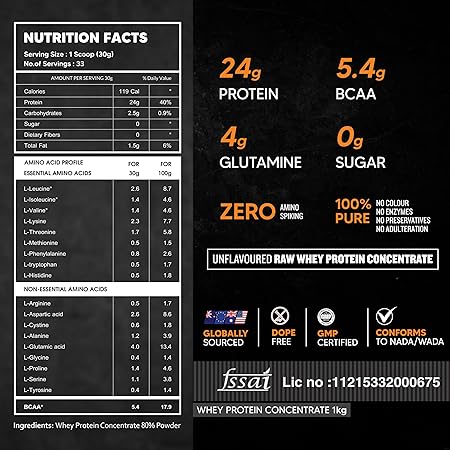 NUTRITION FACTS
Serving Size : 1 Scoop (30g)
No.of Servings : 33
AMOUNT PER SERVING 30g % Daily Value
Calories 119 Cal *
Protein 24g 40%
Carbohydrates 2.5g 0.9%
Sugar 0 *
Dietary Fibers 0 *
Total Fat 1.5g 6%
AMINO ACID PROFILE FOR FOR
ESSENTIAL AMINO ACIDS 30g 100g
L-Leucine* 2.6 8.7
L-Isoleucine* 1.4 4.6
L-Valine* 1.4 4.6
L-Lysine 2.3 7.7
L-Threonine 1.7 5.8
L-Methionine 0.5 1.5
L-Phenylalanine 0.8 2.6
L-tryptophan 0.5 1.7
L-Histidine 0.5 1.8
NON-ESSENTIAL AMINO ACIDS
L-Arginine 0.5 1.7
L-Aspartic acid 2.6 8.6
L-Cystine 0.6 1.8
L-Alanine 1.2 3.9
L-Glutamic acid 4.0 13.4
L-Glycine 0.4 1.4
L-Proline 1.4 4.6
L-Serine 1.1 3.8
L-Tyrosine 0.4 1.4
BCAA* 5.4 17.9
Ingredients: Whey Protein Concentrate 80% Powder
24g
PROTEIN
5.4g
BCAA
4g
GLUTAMINE
0g
SUGAR
ZERO AMINO
SPIKING
100%
PURE
NO COLOUR
NO ENZYMES
NO PRESERVATIVES
NO ADULTERATION
UNFLAVOURED RAW WHEY PROTEIN CONCENTRATE
GLOBALLY
SOURCED
DOPE
FREE
GMP
CERTIFIED
CONFORMS
TO NADA/WADA
fssai Lic no :11215332000675
WHEY PROTEIN CONCENTRATE 1kg